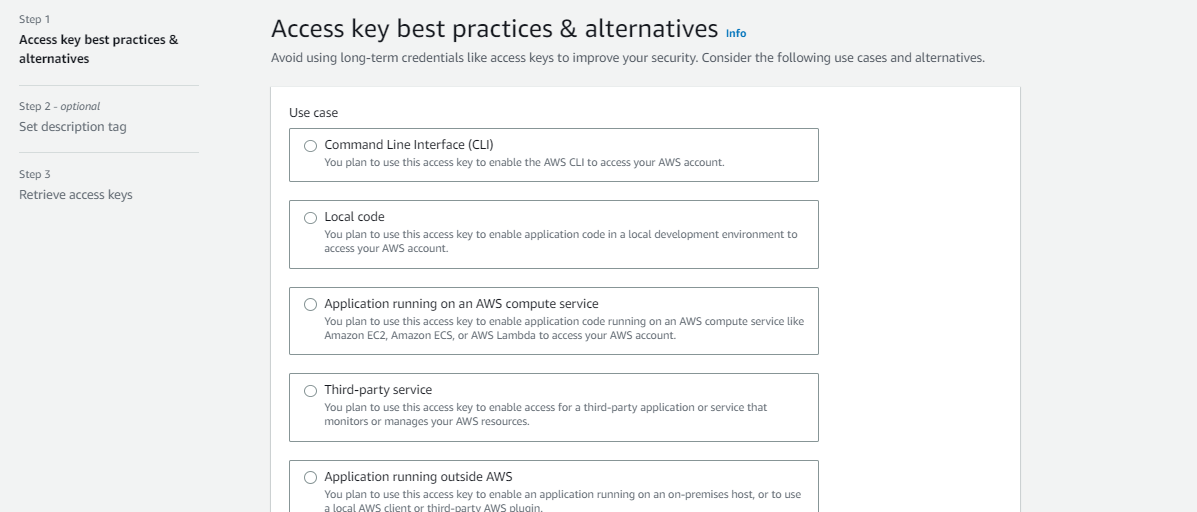 Step 1
Access key best practices &
alternatives
Step 2 - optional
Set description tag
Step 3
Retrieve access keys
Access key best practices & alternatives Info
Avoid using long-term credentials like access keys to improve your security. Consider the following use cases and alternatives.
Use case
Command Line Interface (CLI)
You plan to use this access key to enable the AWS CLI to access your AWS account.
Local code
You plan to use this access key to enable application code in a local development environment to
access your AWS account.
Application running on an AWS compute service
You plan to use this access key to enable application code running on an AWS compute service like
Amazon EC2, Amazon ECS, or AWS Lambda to access your AWS account.
Third-party service
You plan to use this access key to enable access for a third-party application or service that
monitors or manages your AWS resources.
Application running outside AWS
You plan to use this access key to enable an application running on an on-premises host, or to use
a local AWS client or third-party AWS plugin.